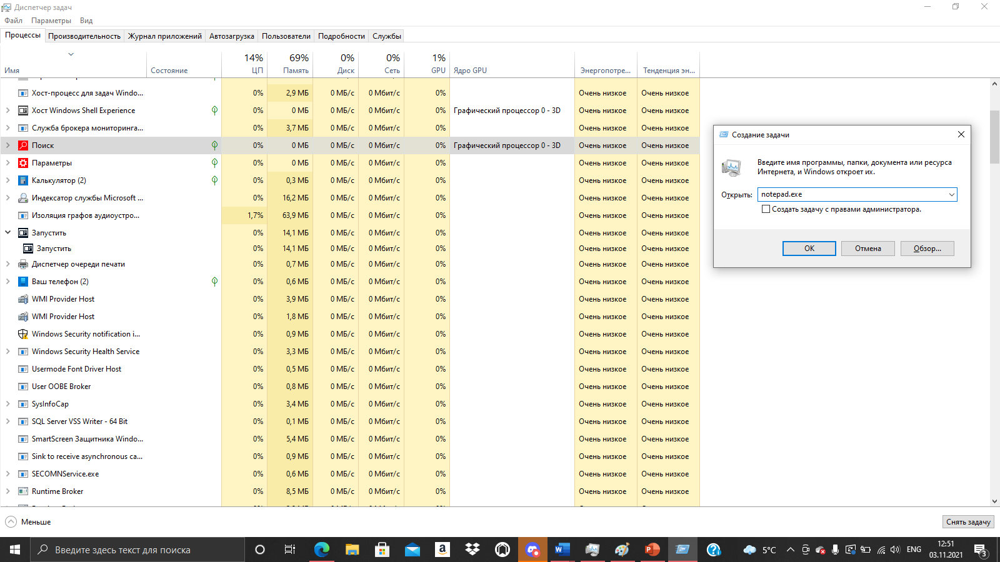 Диспетчер задач
Файл Параметры Вид
Процессы Производительность Журнал приложений Автозагрузка Пользователи Подробности Службы
14% 69% 0% 0% 1%
Имя Состояние ЦП Память Диск Сеть GPU Ядро GPU Энергопотре... Тенденция эн...
Хост-процесс для задач Windo... 0% 2,9 МБ 0 МБ/с 0 Мбит/с 0% Очень низкое Очень низкое
Хост Windows Shell Experience 0% 0 МБ 0 МБ/с 0 Мбит/с 0% Графический процессор 0 - 3D Очень низкое Очень низкое
Служба брокера мониторинга... 0% 3,7 МБ 0 МБ/с 0 Мбит/с 0% Очень низкое Очень низкое
Поиск 0% 0 МБ 0 МБ/с 0 Мбит/с 0% Графический процессор 0 - 3D Очень низкое Очень низкое
Параметры 0% 0 МБ 0 МБ/с 0 Мбит/с 0% Очень низкое Очень низкое
Калькулятор (2) 0% 0,3 МБ 0 МБ/с 0 Мбит/с 0% Очень низкое Очень низкое
Индексатор службы Microsoft ... 0% 16,2 МБ 0 МБ/с 0 Мбит/с 0% Очень низкое Очень низкое
Изоляция графов аудиоустро... 1,7% 63,9 МБ 0 МБ/с 0 Мбит/с 0% Очень низкое Очень низкое
Запустить 0% 14,1 МБ 0 МБ/с 0 Мбит/с 0% Очень низкое Очень низкое
Запустить 0% 14,1 МБ 0 МБ/с 0 Мбит/с 0% Очень низкое Очень низкое
Диспетчер очереди печати 0% 0,7 МБ 0 МБ/с 0 Мбит/с 0% Очень низкое Очень низкое
Ваш телефон (2) 0% 0,6 МБ 0 МБ/с 0 Мбит/с 0% Очень низкое Очень низкое
WMI Provider Host 0% 3,9 МБ 0 МБ/с 0 Мбит/с 0% Очень низкое Очень низкое
WMI Provider Host 0% 1,8 МБ 0 МБ/с 0 Мбит/с 0% Очень низкое Очень низкое
Windows Security notification i... 0% 0,9 МБ 0 МБ/с 0 Мбит/с 0% Очень низкое Очень низкое
Windows Security Health Service 0% 3,3 МБ 0 МБ/с 0 Мбит/с 0% Очень низкое Очень низкое
Usermode Font Driver Host 0% 0,5 МБ 0 МБ/с 0 Мбит/с 0% Очень низкое Очень низкое
User OOBE Broker 0% 0,8 МБ 0 МБ/с 0 Мбит/с 0% Очень низкое Очень низкое
SysInfoCap 0% 3,4 МБ 0 МБ/с 0 Мбит/с 0% Очень низкое Очень низкое
SQL Server VSS Writer - 64 Bit 0% 0,1 МБ 0 МБ/с 0 Мбит/с 0% Очень низкое Очень низкое
SmartScreen Защитника Windo... 0% 5,4 МБ 0 МБ/с 0 Мбит/с 0% Очень низкое Очень низкое
Sink to receive asynchronous ca... 0% 0,9 МБ 0 МБ/с 0 Мбит/с 0% Очень низкое Очень низкое
SECOMNService.exe 0% 0,6 МБ 0 МБ/с 0 Мбит/с 0% Очень низкое Очень низкое
Runtime Broker 0% 8,5 МБ 0 МБ/с 0 Мбит/с 0% Очень низкое Очень низкое
Меньше
Снять задачу
Создание задачи
Введите имя программы, папки, документа или ресурса
Интернета, и Windows откроет их.
Открыть: notepad.exe
Создать задачу с правами администратора.
ОК Отмена Обзор...
Введите здесь текст для поиска
5°C ENG
12:51
03.11.2021
3